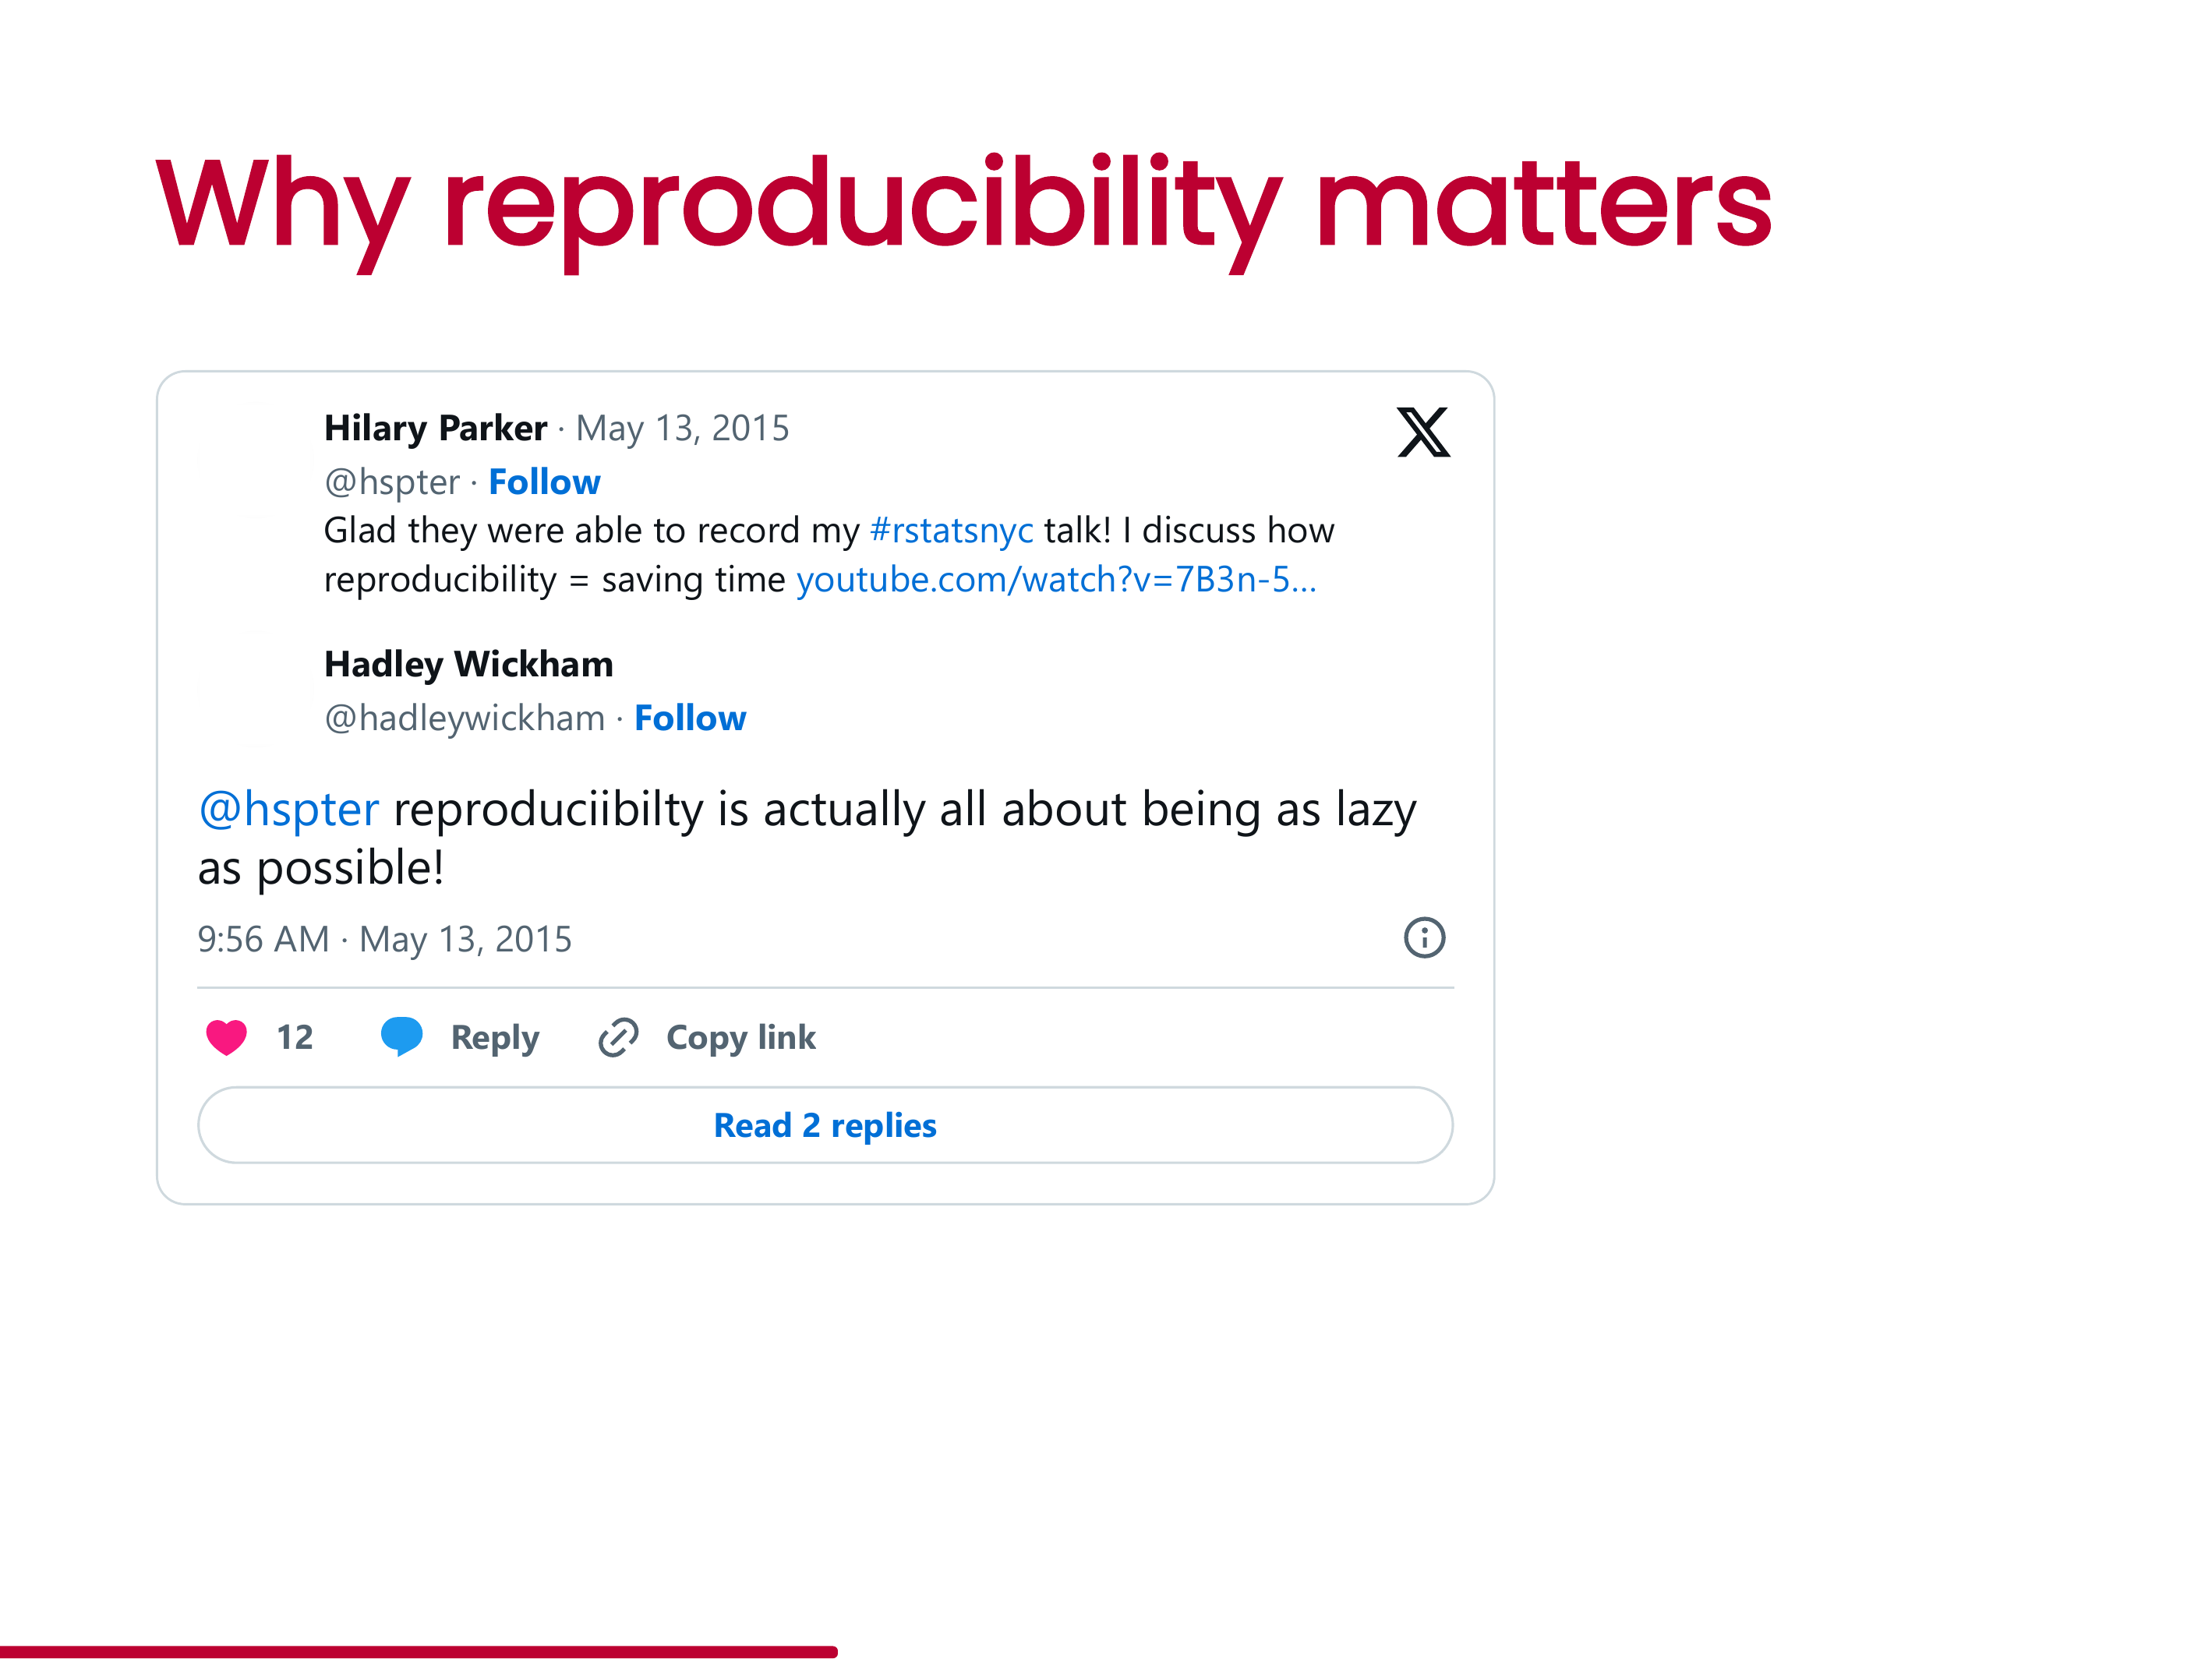 Why reproducibility matters
Hilary Parker · May 13, 2015
@hspter · Follow
Glad they were able to record my #rstatsnyc talk! I discuss how
reproducibility = saving time youtube.com/watch?v=7B3n-5…
Hadley Wickham
@hadleywickham · Follow
@hspter reproduciibilty is actually all about being as lazy
as possible!
9:56 AM · May 13, 2015
12 Reply Copy link
Read 2 replies